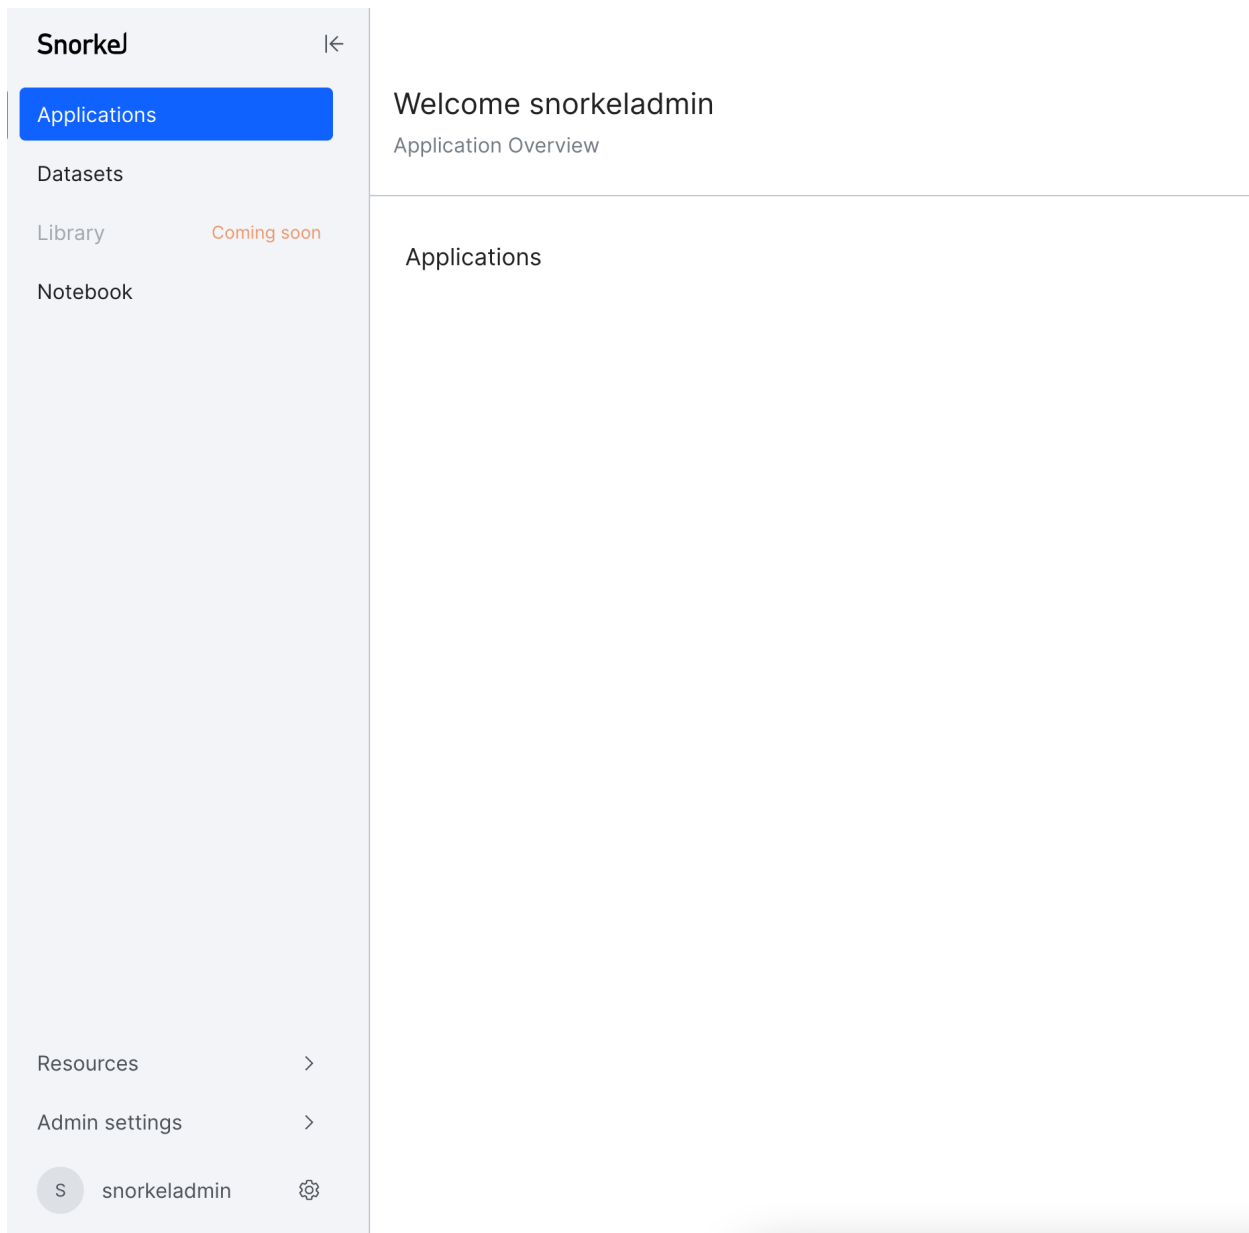 Snorkel
Applications
Datasets
Library Coming soon
Notebook
Resources
Admin settings
S snorkeladmin
Welcome snorkeladmin
Application Overview
Applications